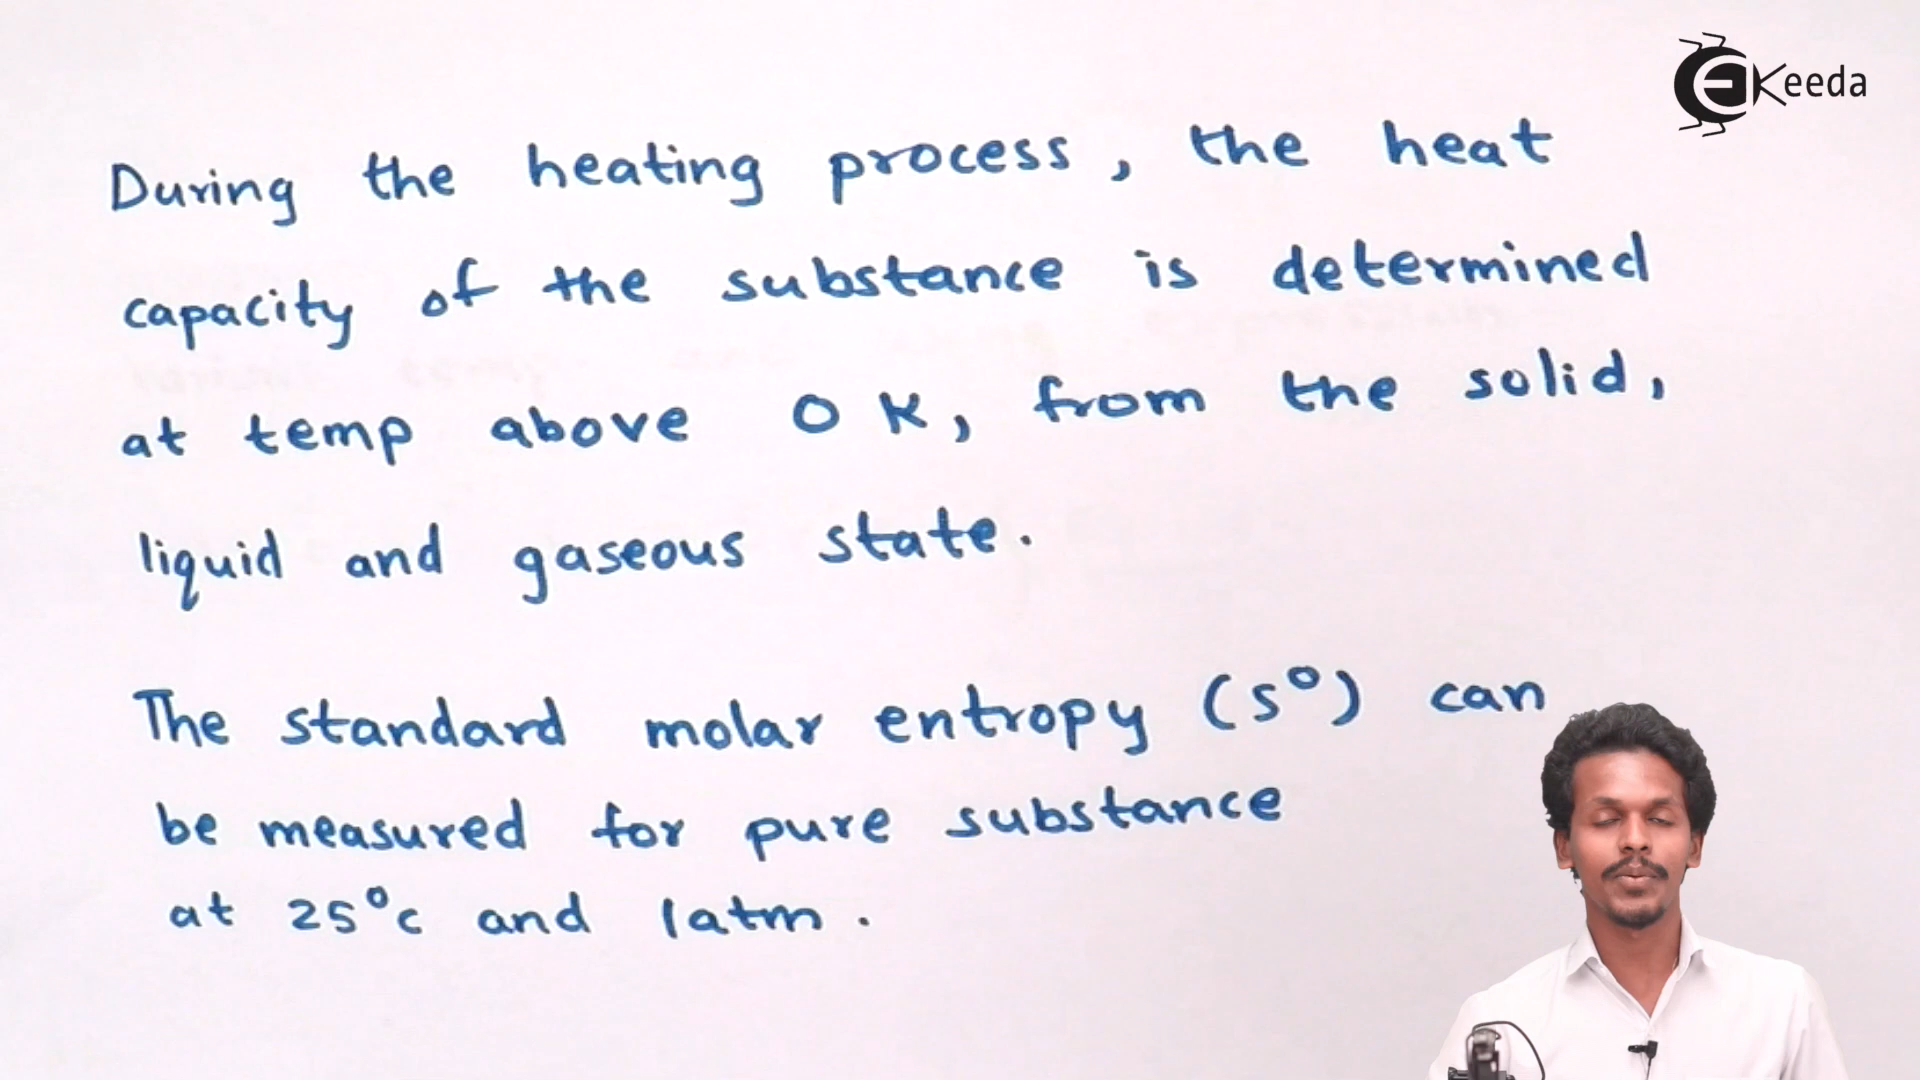 EKeeda
During the heating process, the heat
capacity of the substance is determined
at temp above 0 K, from the solid,
liquid and gaseous state.
The standard molar entropy (S°) can
be measured for pure substance
at 25°c and 1atm.